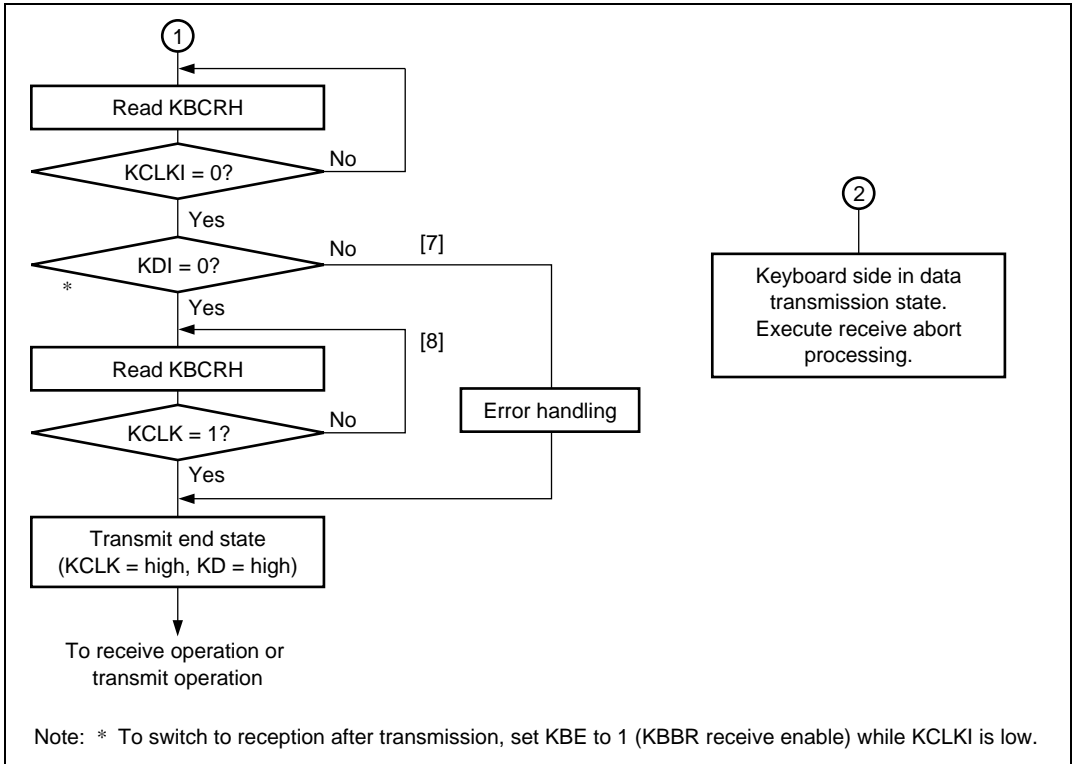 1
Read KBCRH
KCLKI = 0?
No
Yes
KDI = 0?
No
[7]
*
Yes
[8]
Read KBCRH
KCLK = 1?
No
Error handling
Yes
Transmit end state
(KCLK = high, KD = high)
To receive operation or
transmit operation
2
Keyboard side in data
transmission state.
Execute receive abort
processing.
Note: * To switch to reception after transmission, set KBE to 1 (KBBR receive enable) while KCLKI is low.